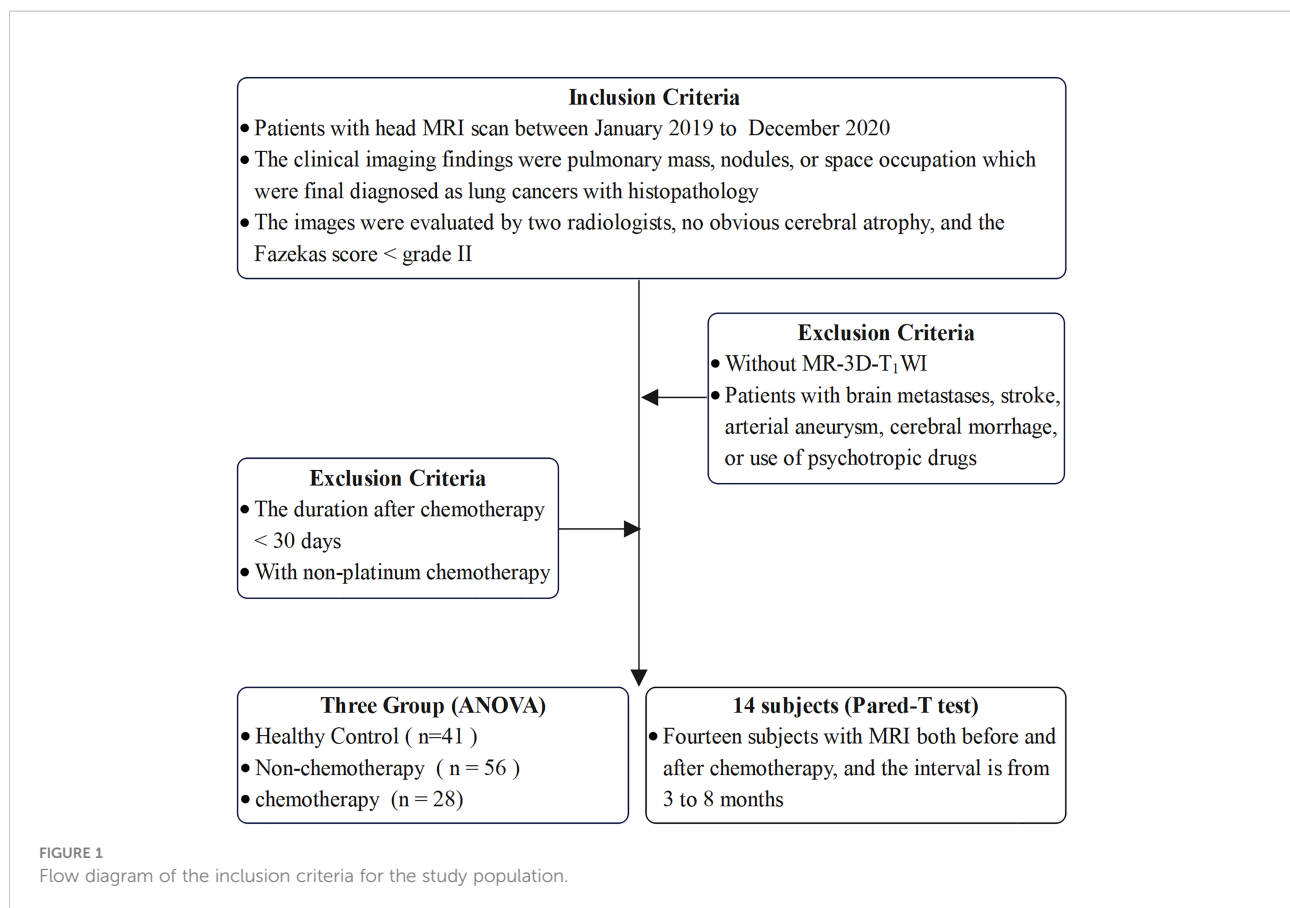 Inclusion Criteria
● Patients with head MRI scan between January 2019 to December 2020
● The clinical imaging findings were pulmonary mass, nodules, or space occupation which
were final diagnosed as lung cancers with histopathology
● The images were evaluated by two radiologists, no obvious cerebral atrophy, and the
Fazekas score < grade II
Exclusion Criteria
● Without MR-3D-T₁WI
● Patients with brain metastases, stroke,
arterial aneurysm, cerebral morrhage,
or use of psychotropic drugs
Exclusion Criteria
● The duration after chemotherapy
< 30 days
● With non-platinum chemotherapy
Three Group (ANOVA)
● Healthy Control ( n=41 )
● Non-chemotherapy ( n = 56 )
● chemotherapy (n = 28)
14 subjects (Pared-T test)
● Fourteen subjects with MRI both before and
after chemotherapy, and the interval is from
3 to 8 months
FIGURE 1
Flow diagram of the inclusion criteria for the study population.